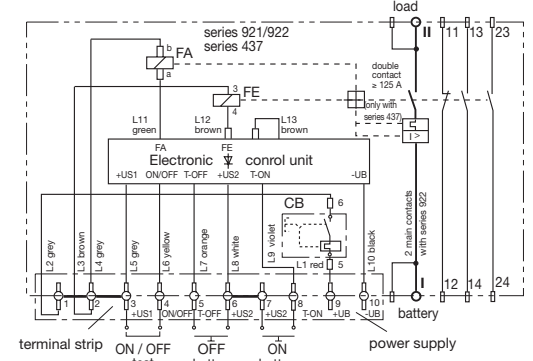 load
series 921/922
series 437
II
11
13
23
b
FA
a
double
contact
≥ 125 A
(only with
series 437)
3
FE
4
L11
green
L12
brown
L13
brown
I >
FA
FE
Electronic conrol unit
+US1 ON/OFF T-OFF +US2 T-ON -UB
CB
6
5
L2 grey
L3 brown
L4 grey
L5 grey
L6 yellow
L7 orange
L8 white
L9 violet
L1 red
L10 black
2 main contacts
with series 922
I
12
14
24
1 2 3 4 5 6 7 8 9 10
+US1 ON/OFF T-OFF +US2 +US2 T-ON +UB -UB
battery
terminal strip
power supply
ON / OFF
OFF
ON